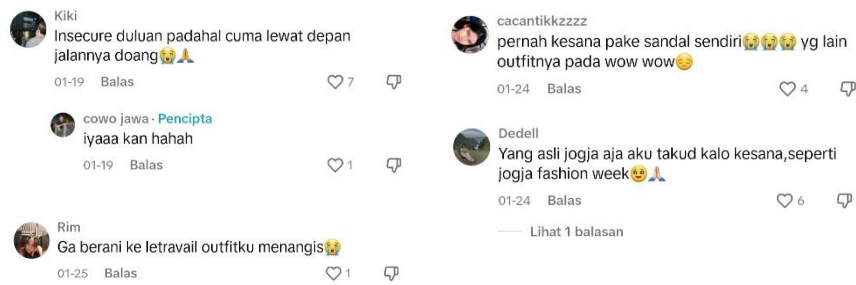 Kiki
Insecure duluan padahal cuma lewat depan
jalannya doang😭🙏
01-19 Balas 7
cowo jawa · Pencipta
iyaaa kan hahah
01-19 Balas 1
Rim
Ga berani ke letravail outfitku menangis😭
01-25 Balas 1
cacantikkzzzz
pernah kesana pake sandal sendiri😭😭😭 yg lain
outfitnya pada wow wow😔
01-24 Balas 4
Dedell
Yang asli jogja aja aku takud kalo kesana,seperti
jogja fashion week🥹🙏
01-24 Balas 6
Lihat 1 balasan